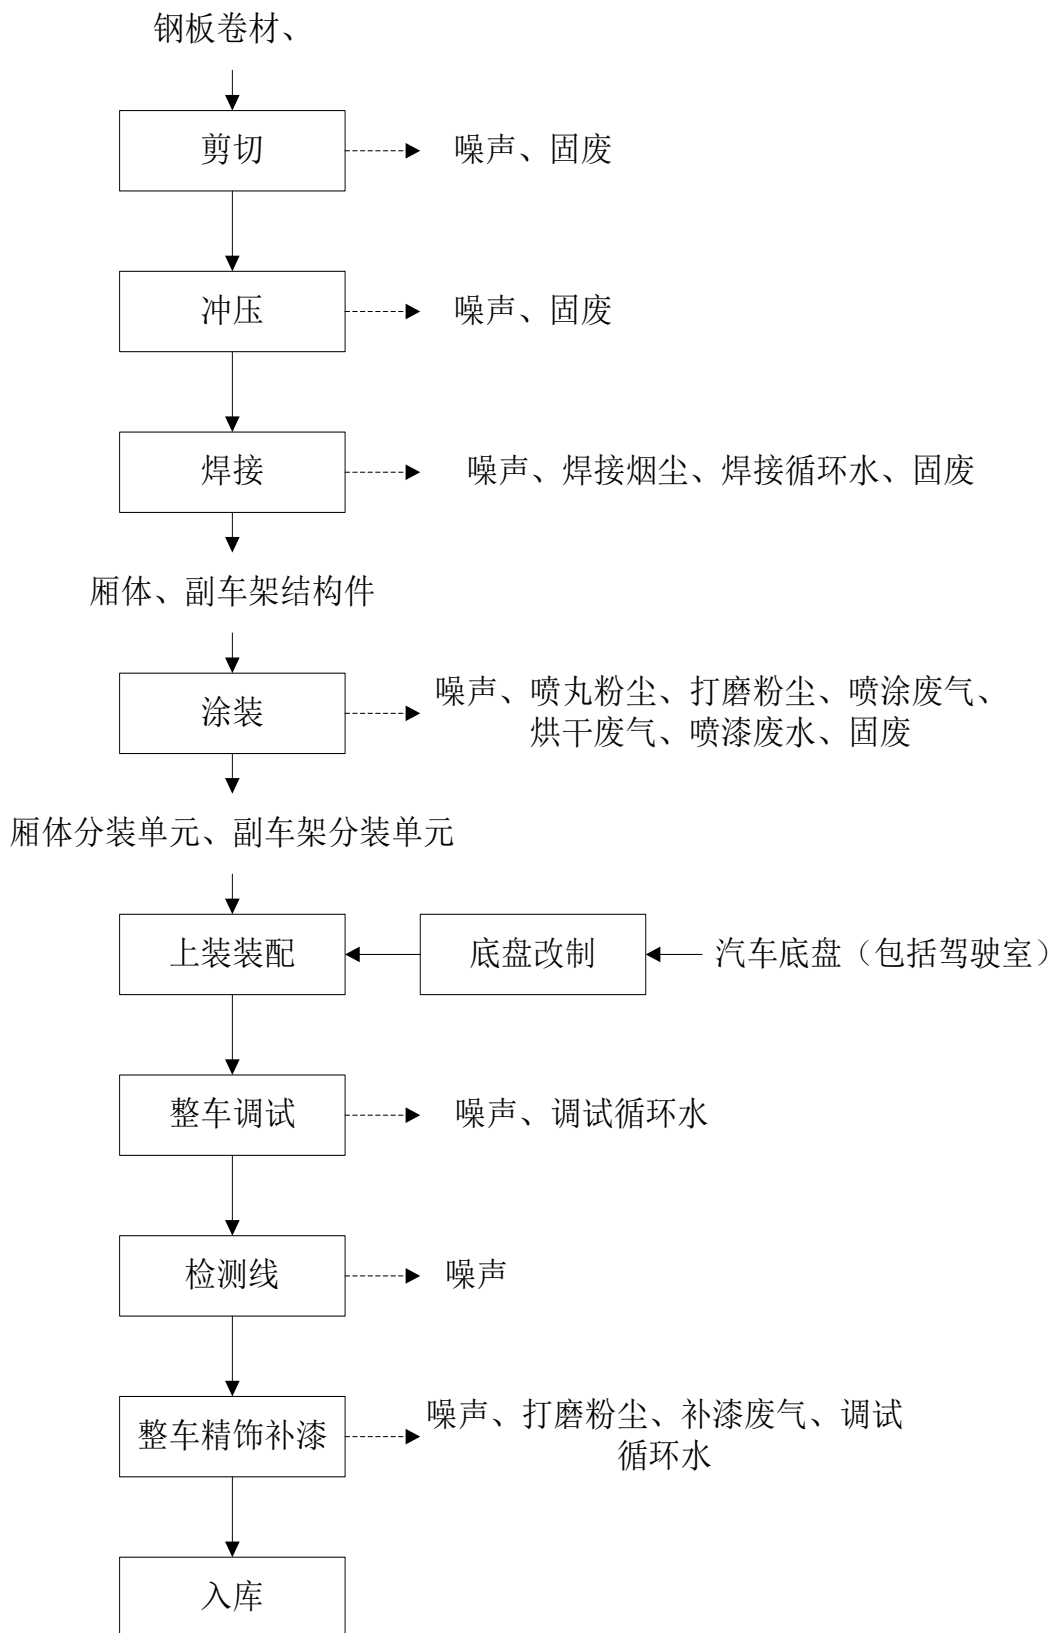 钢板卷材、
剪切
噪声、固废
冲压
噪声、固废
焊接
噪声、焊接烟尘、焊接循环水、固废
厢体、副车架结构件
涂装
噪声、喷丸粉尘、打磨粉尘、喷涂废气、
烘干废气、喷漆废水、固废
厢体分装单元、副车架分装单元
上装装配
底盘改制
汽车底盘（包括驾驶室）
整车调试
噪声、调试循环水
检测线
噪声
整车精饰补漆
噪声、打磨粉尘、补漆废气、调试
循环水
入库